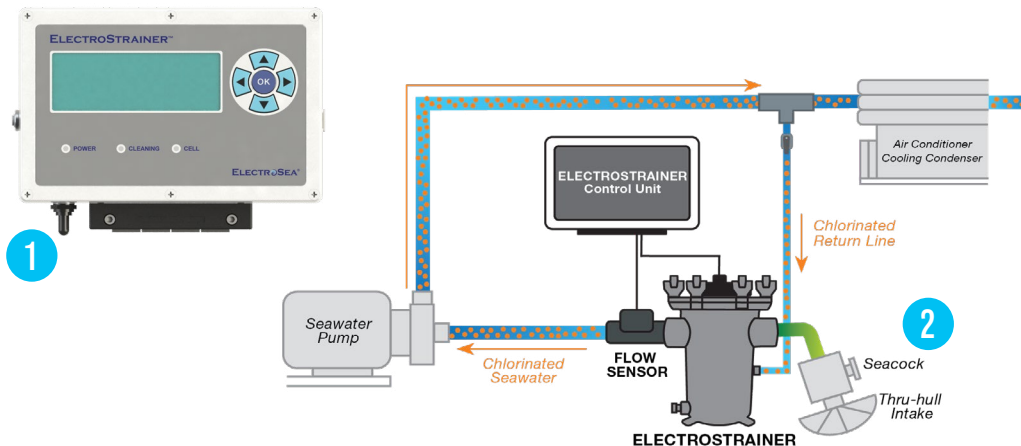 ELECTROSTRAINER™
OK
POWER
CLEANING
CELL
ELECTROSEA®
1
Air Conditioner
Cooling Condenser
ELECTROSTRAINER
Control Unit
Chlorinated
Return Line
Seawater
Pump
2
Chlorinated
Seawater
FLOW
SENSOR
Seacock
Thru-hull
Intake
ELECTROSTRAINER